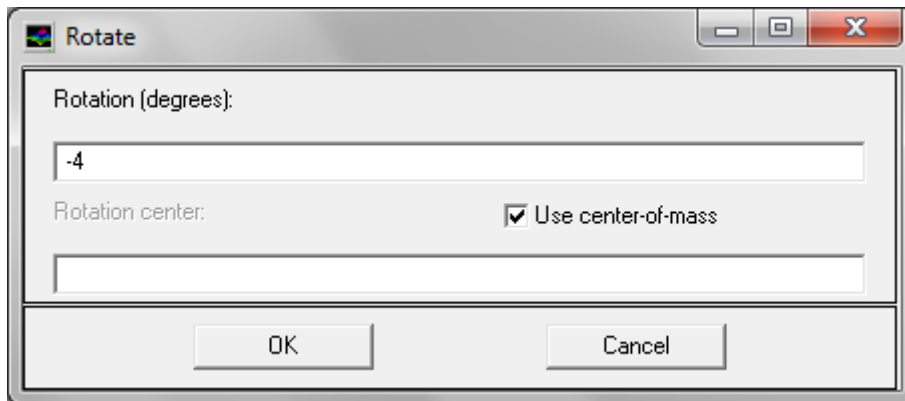 Rotate
Rotation (degrees):
-4
Rotation center:
Use center-of-mass
OK
Cancel